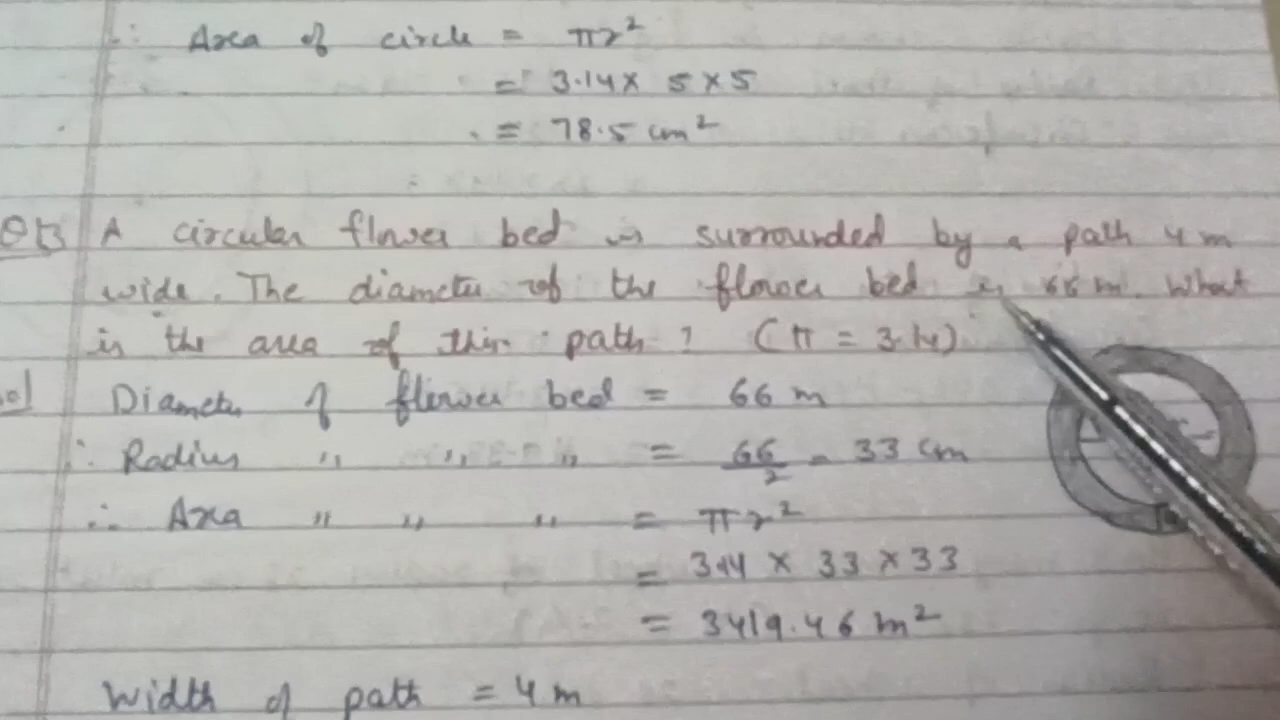 ∴ Area of circle = πr²
= 3.14 × 5 × 5
= 78.5 cm²
Q13 A circular flower bed is surrounded by a path 4 m
wide. The diameter of the flower bed is 66 m. What
is the area of this path? (π = 3.14)
Sol Diameter of flower bed = 66 m
∴ Radius " " " = 66/2 = 33 cm
∴ Area " " " = πr²
= 3.14 × 33 × 33
= 3419.46 m²
Width of path = 4 m